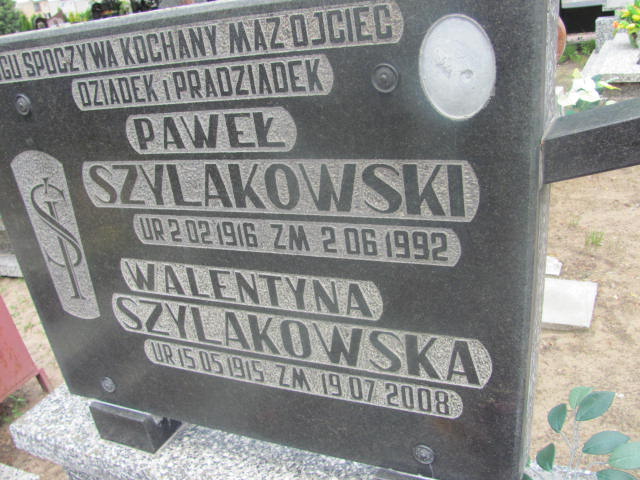 GU SPOCZYWA KOCHANY MĄŻ OJCIEC
DZIADEK i PRADZIADEK
PAWEŁ
SZYLAKOWSKI
UR 2 02 1916 ZM 2 06 1992
WALENTYNA
SZYLAKOWSKA
UR 15.05 1915 ZM 19.07 2008